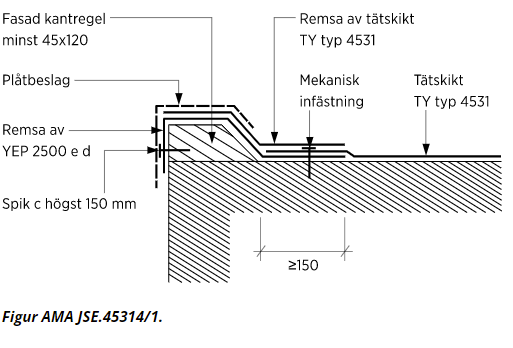 Fasad kantregel
minst 45x120
Remsa av tätskikt
TY typ 4531
Plåtbeslag
Mekanisk
infästning
Tätskikt
TY typ 4531
Remsa av
YEP 2500 e d
Spik c högst 150 mm
≥150
Figur AMA JSE.45314/1.